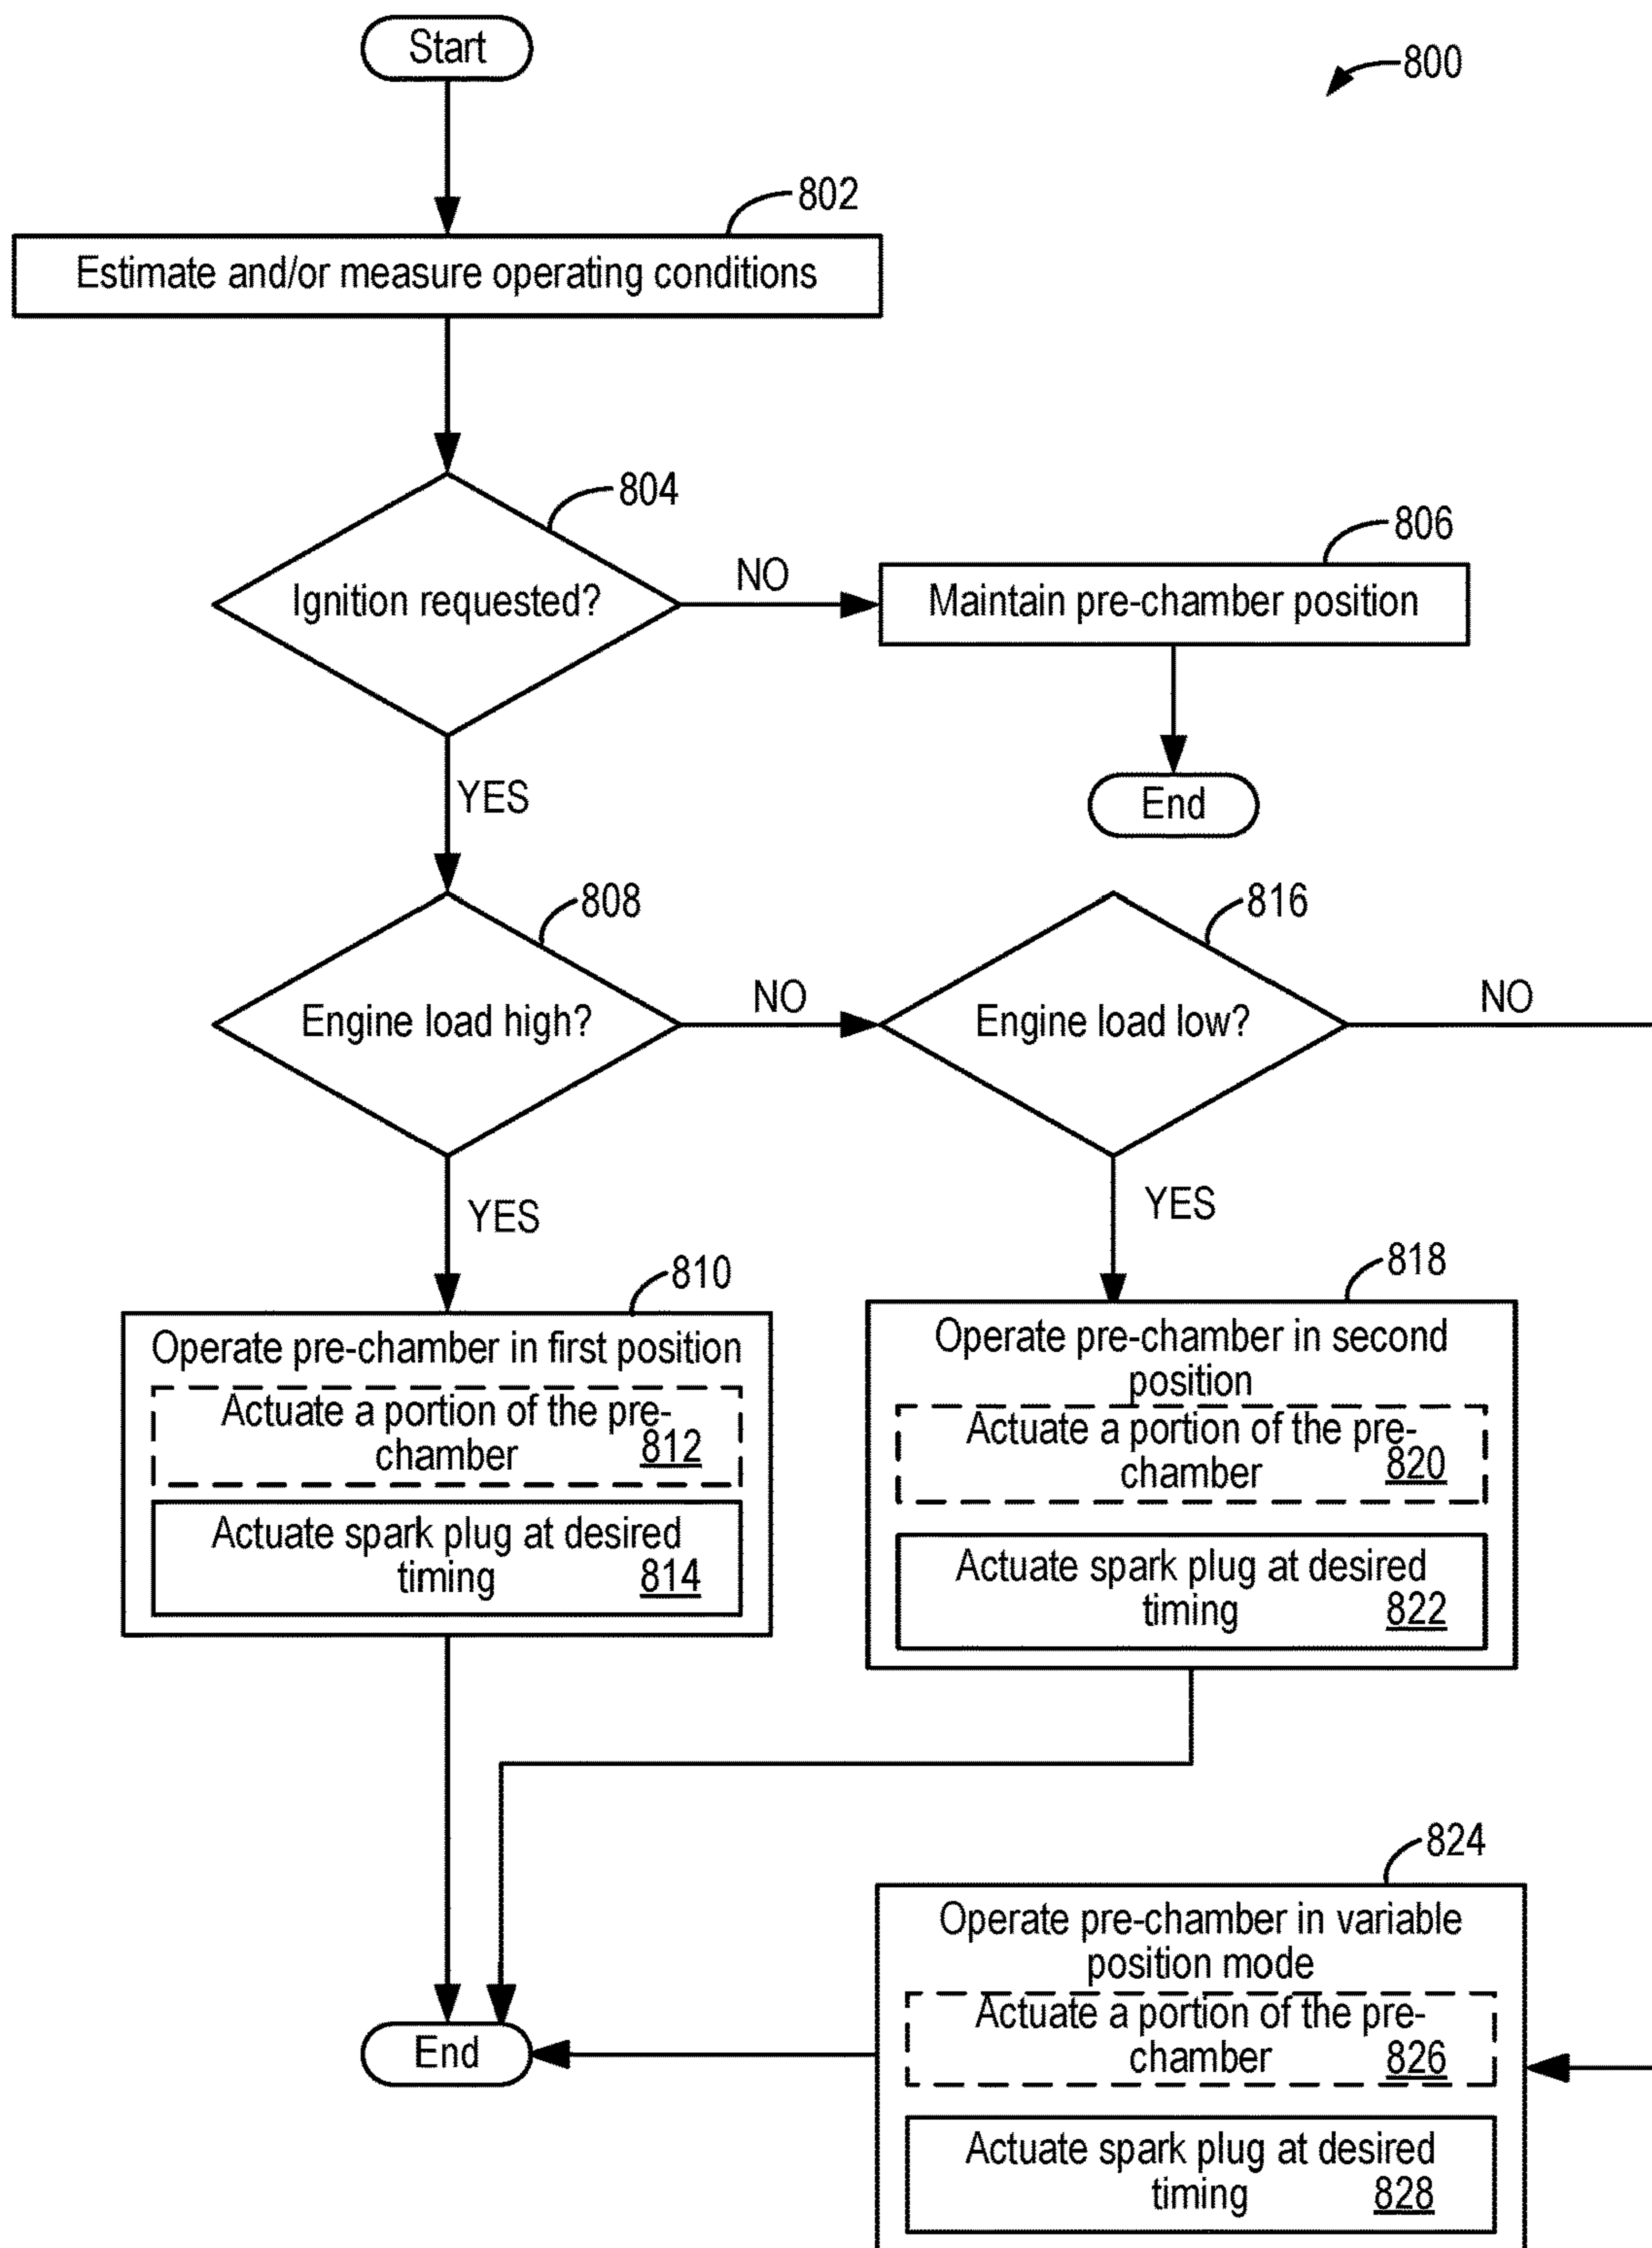 Start
800
802
Estimate and/or measure operating conditions
804
806
Ignition requested?
NO
Maintain pre-chamber position
YES
End
808
816
Engine load high?
NO
Engine load low?
NO
YES
YES
810
818
Operate pre-chamber in first position
Actuate a portion of the pre-
chamber 812
Actuate spark plug at desired
timing 814
Operate pre-chamber in second
position
Actuate a portion of the pre-
chamber 820
Actuate spark plug at desired
timing 822
824
Operate pre-chamber in variable
position mode
Actuate a portion of the pre-
chamber 826
Actuate spark plug at desired
timing 828
End